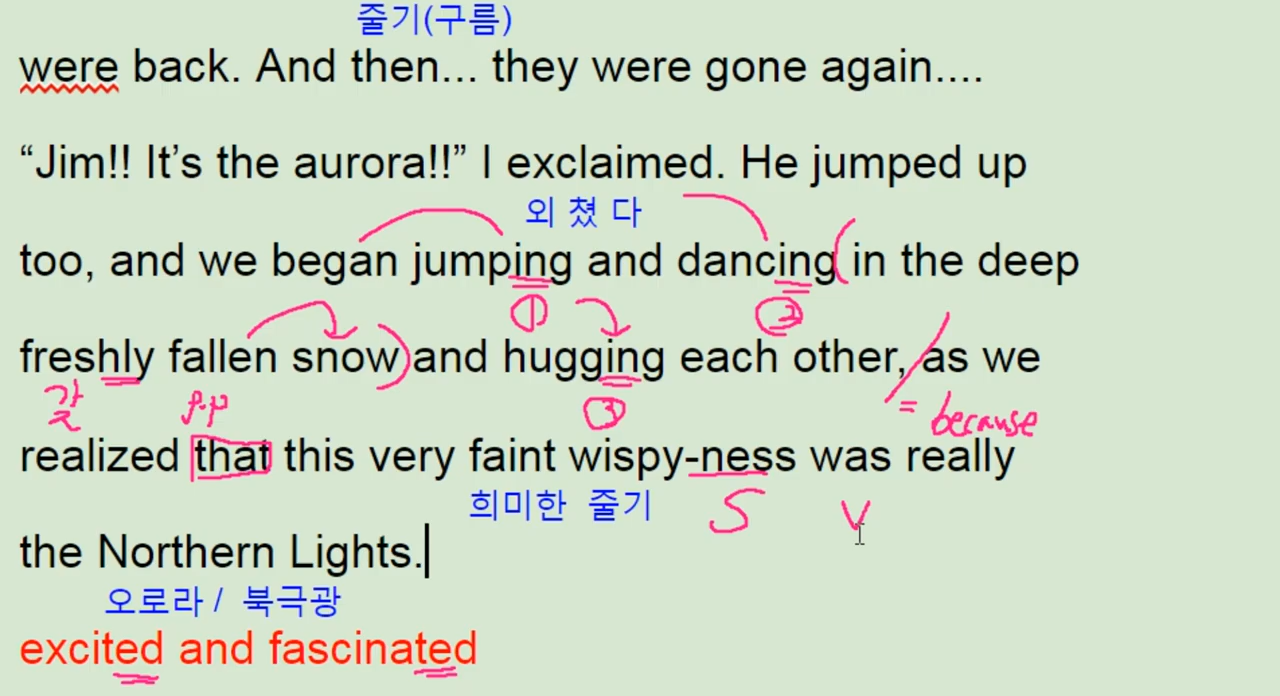 줄기(구름)
were back. And then... they were gone again....
“Jim!! It’s the aurora!!” I exclaimed. He jumped up
외 쳤 다
too, and we began jumping and dancing ( in the deep
① ②
freshly fallen snow ) and hugging each other, as we
p.p ③ = because
realized that this very faint wispy-ness was really
희미한 줄기 S V
the Northern Lights.
오로라 / 북극광
excited and fascinated